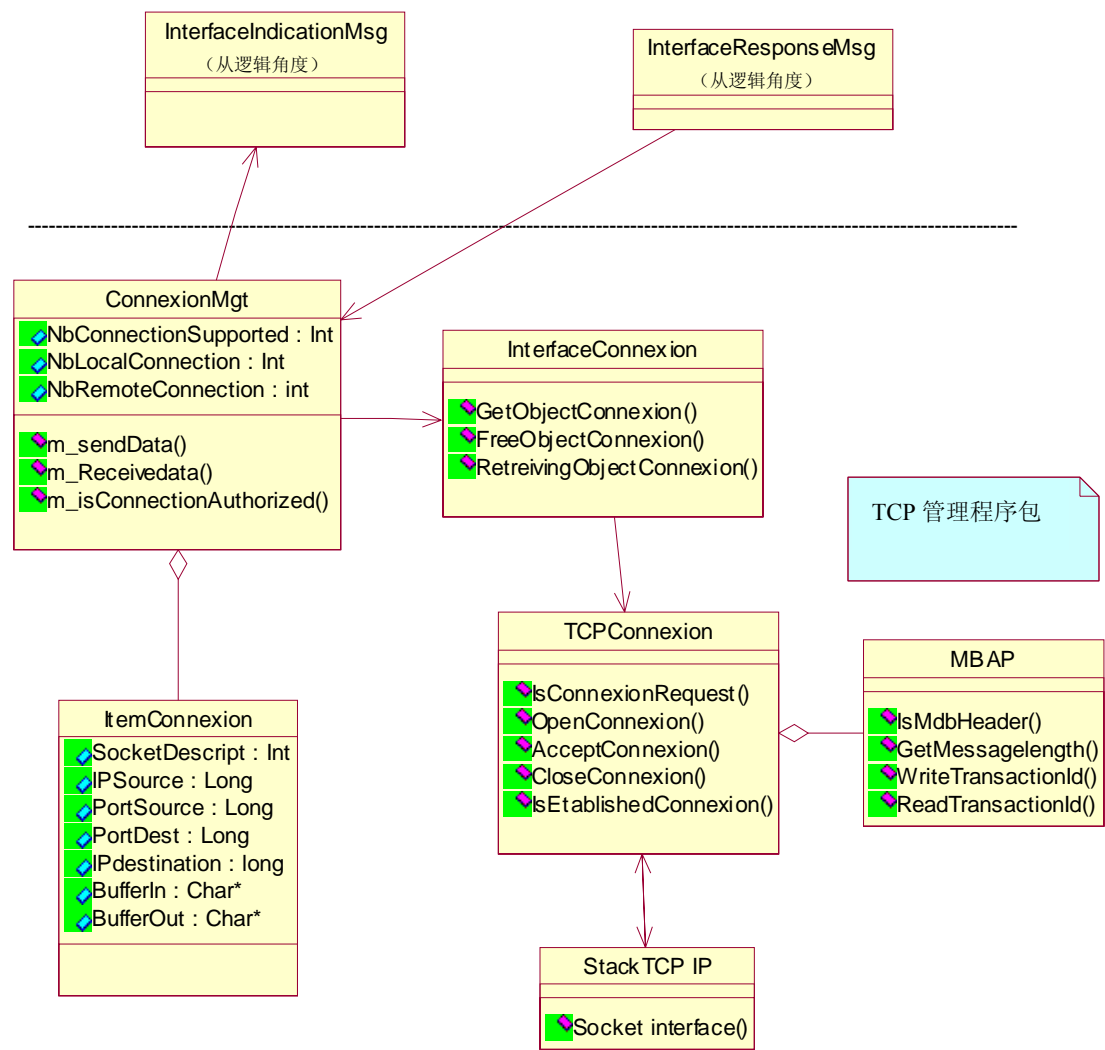 InterfaceIndicationMsg
（从逻辑角度）
InterfaceResponseMsg
（从逻辑角度）
ConnexionMgt
NbConnectionSupported : Int
NbLocalConnection : Int
NbRemoteConnection : int
m_sendData()
m_Receivedata()
m_isConnectionAuthorized()
InterfaceConnexion
GetObjectConnexion()
FreeObjectConnexion()
RetreivingObjectConnexion()
TCP 管理程序包
TCPConnexion
IsConnexionRequest()
OpenConnexion()
AcceptConnexion()
CloseConnexion()
IsEtablishedConnexion()
MBAP
IsMdbHeader()
GetMessagelength()
WriteTransactionId()
ReadTransactionId()
ItemConnexion
SocketDescript : Int
IPSource : Long
PortSource : Long
PortDest : Long
IPdestination : long
BufferIn : Char*
BufferOut : Char*
StackTCP IP
Socket interface()